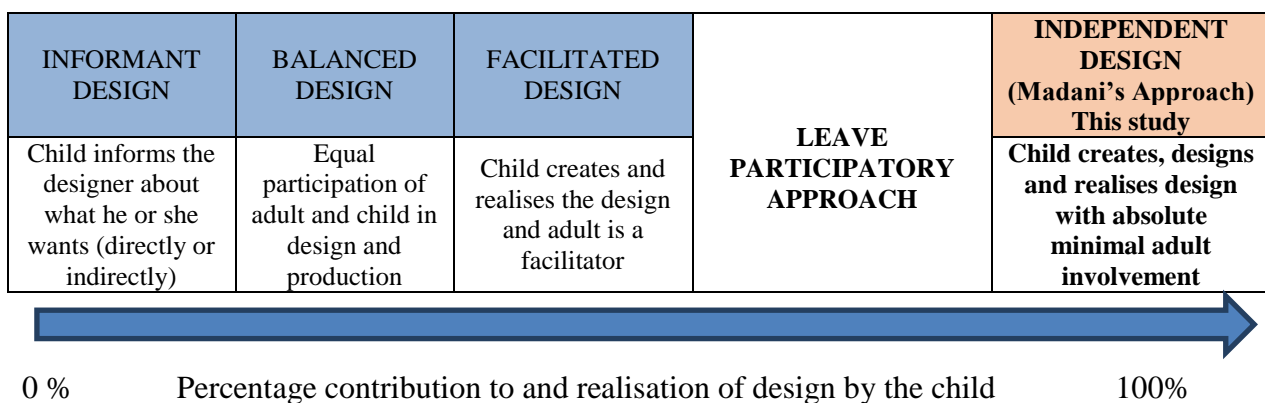 INFORMANT
DESIGN
Child informs the
designer about
what he or she
wants (directly or
indirectly)
BALANCED
DESIGN
Equal
participation of
adult and child in
design and
production
FACILITATED
DESIGN
Child creates and
realises the design
and adult is a
facilitator
LEAVE
PARTICIPATORY
APPROACH
INDEPENDENT
DESIGN
(Madani’s Approach)
This study
Child creates, designs
and realises design
with absolute
minimal adult
involvement
0 % Percentage contribution to and realisation of design by the child 100%